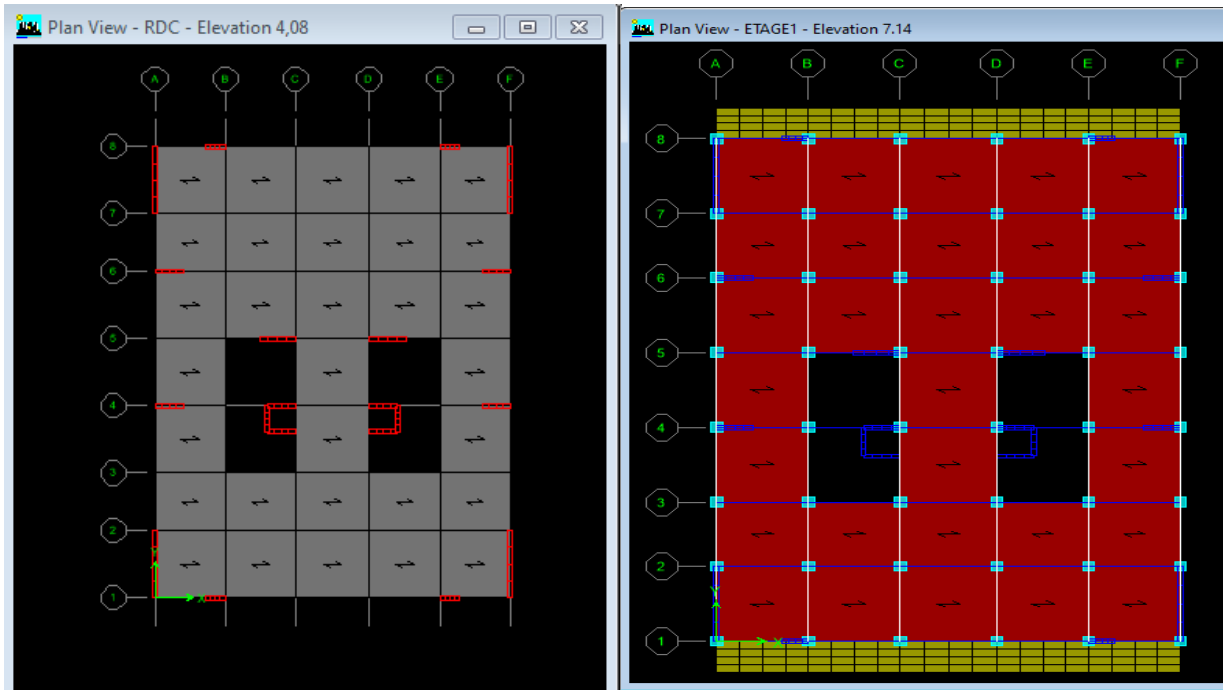 Plan View - RDC - Elevation 4,08
A B C D E F
8
7
6
5
4
3
2
Y
1
X
Plan View - ETAGE1 - Elevation 7.14
A B C D E F
8
7
6
5
4
3
2
Y
1
X